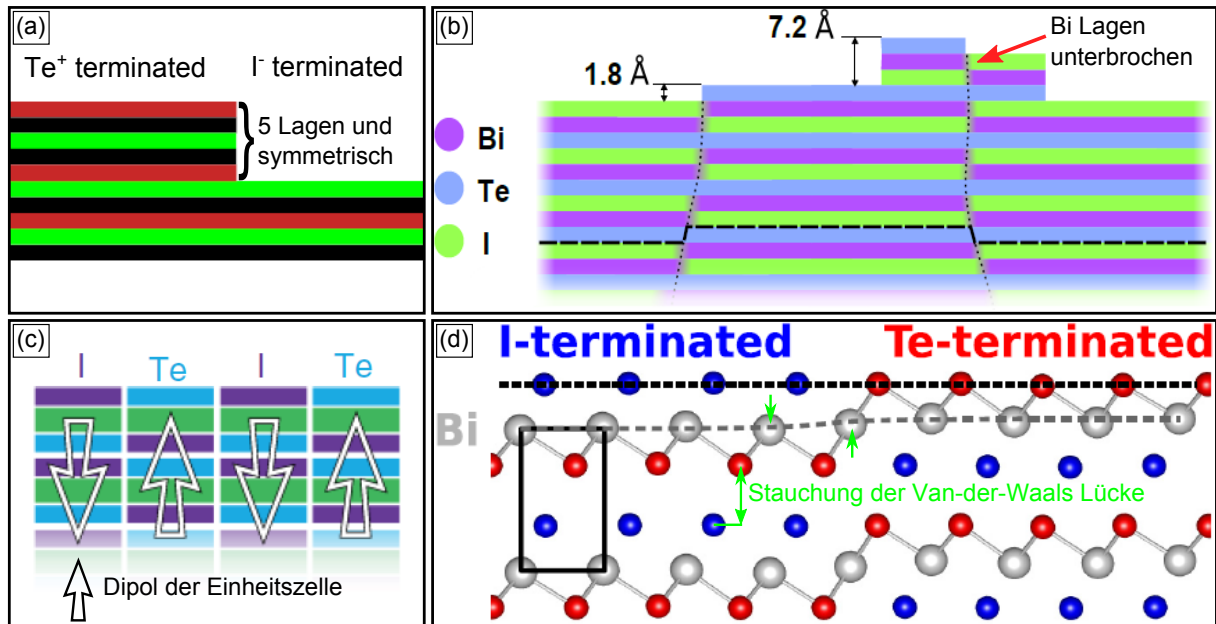 (a)
Te⁺ terminated
I⁻ terminated
5 Lagen und
symmetrisch
(b)
7.2 Å
1.8 Å
Bi Lagen
unterbrochen
Bi
Te
I
(c)
I
Te
I
Te
Dipol der Einheitszelle
(d)
I-terminated
Te-terminated
Bi
Stauchung der Van-der-Waals Lücke